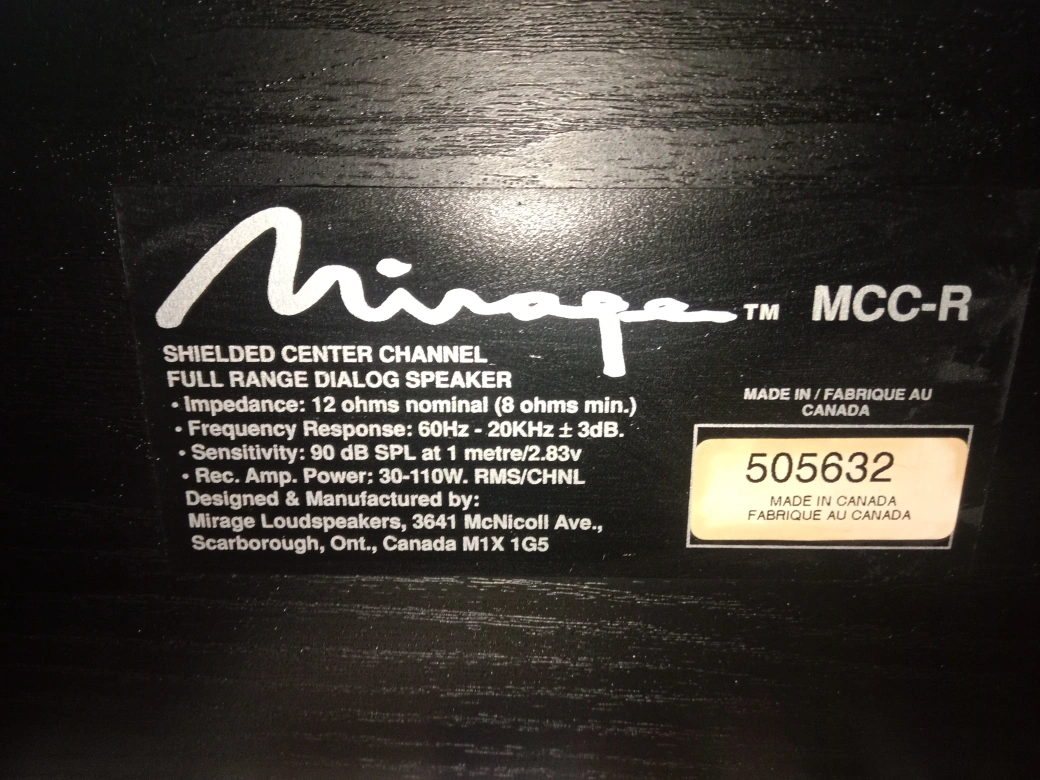 Mirage™ MCC-R
SHIELDED CENTER CHANNEL
FULL RANGE DIALOG SPEAKER
• Impedance: 12 ohms nominal (8 ohms min.)
• Frequency Response: 60Hz - 20KHz ± 3dB.
• Sensitivity: 90 dB SPL at 1 metre/2.83v
• Rec. Amp. Power: 30-110W. RMS/CHNL
Designed & Manufactured by:
Mirage Loudspeakers, 3641 McNicoll Ave.,
Scarborough, Ont., Canada M1X 1G5
MADE IN / FABRIQUE AU
CANADA
505632
MADE IN CANADA
FABRIQUE AU CANADA